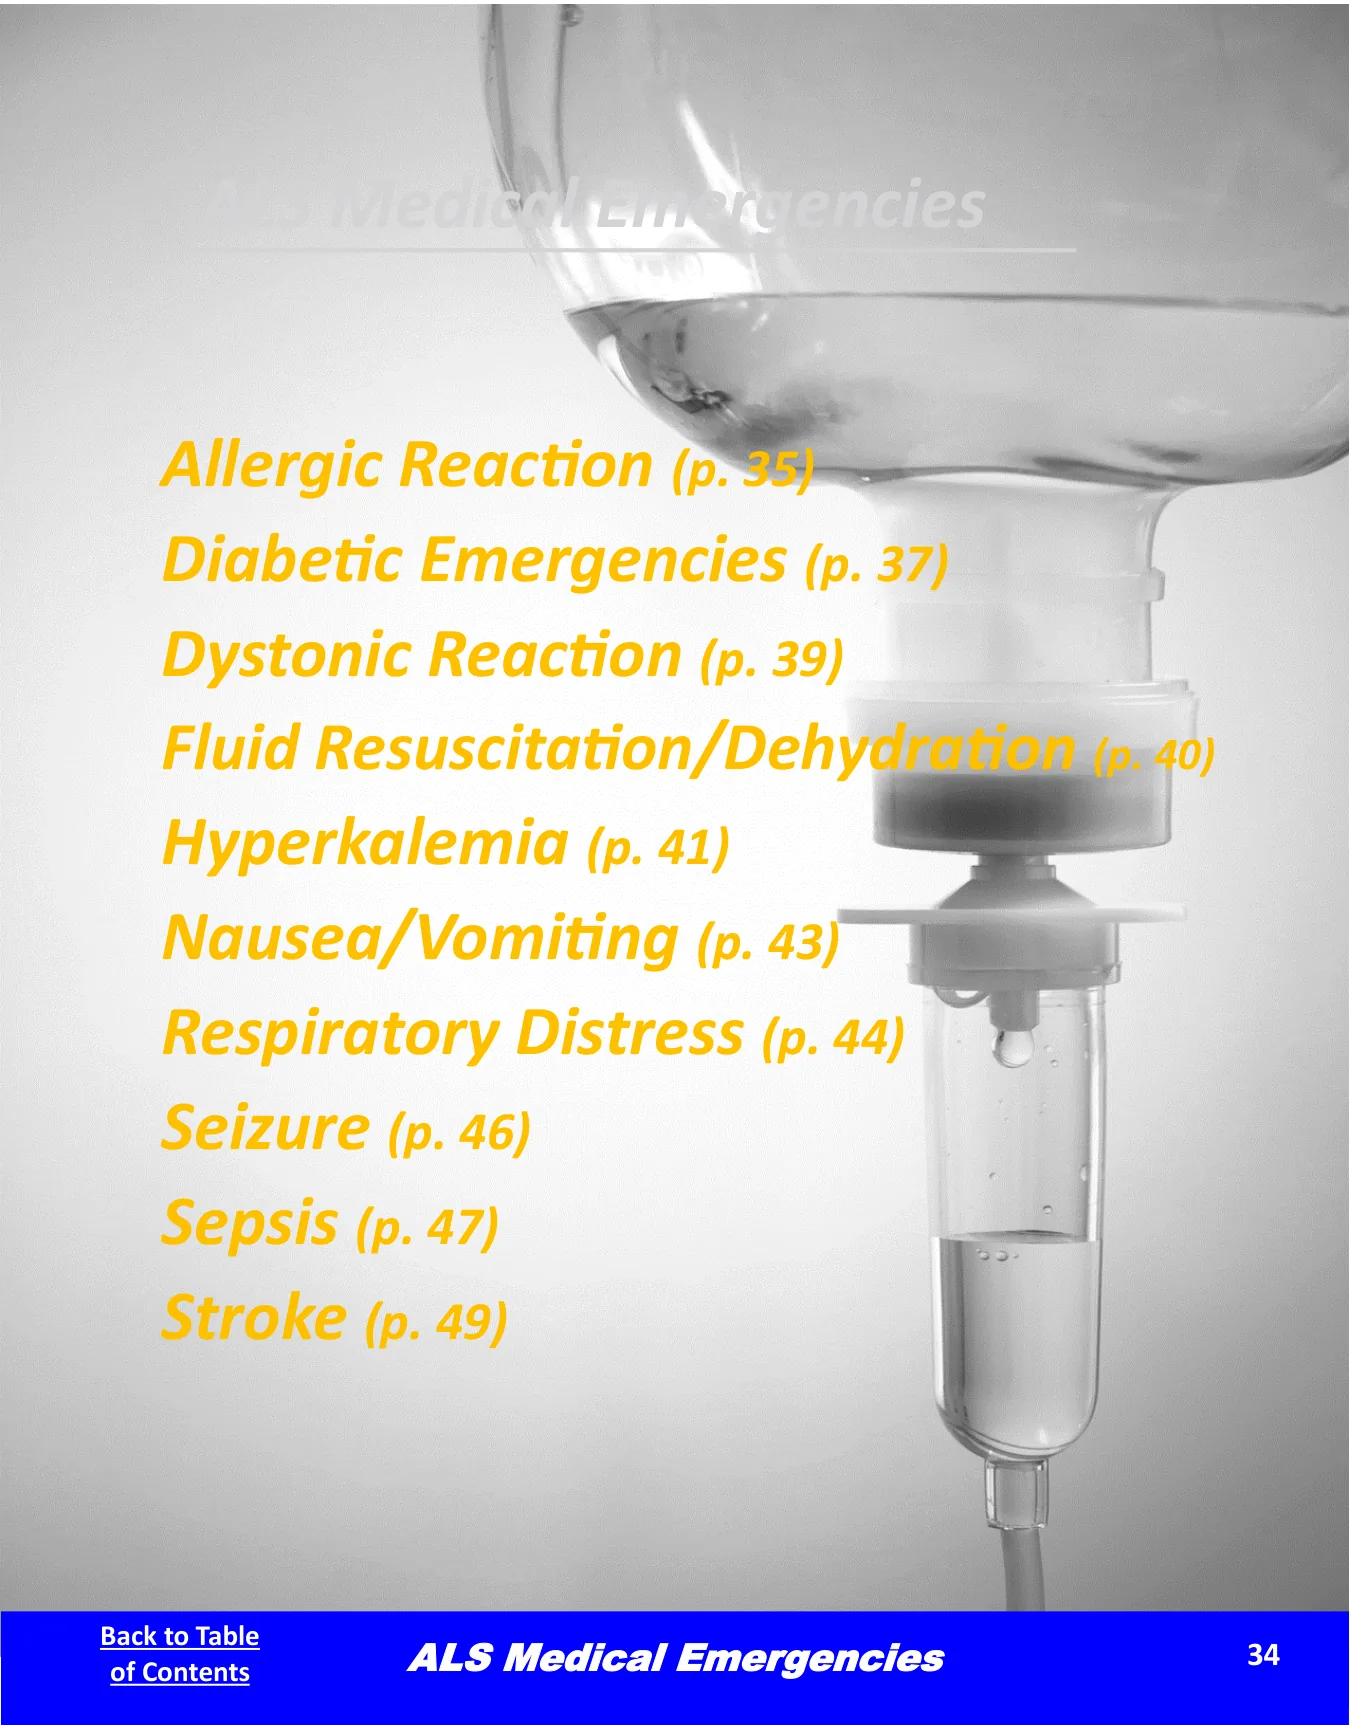 ALS Medical Emergencies
Allergic Reaction (p. 35)
Diabetic Emergencies (p. 37)
Dystonic Reaction (p. 39)
Fluid Resuscitation/Dehydration (p. 40)
Hyperkalemia (p. 41)
Nausea/Vomiting (p. 43)
Respiratory Distress (p. 44)
Seizure (p. 46)
Sepsis (p. 47)
Stroke (p. 49)
Back to Table
of Contents
ALS Medical Emergencies
34